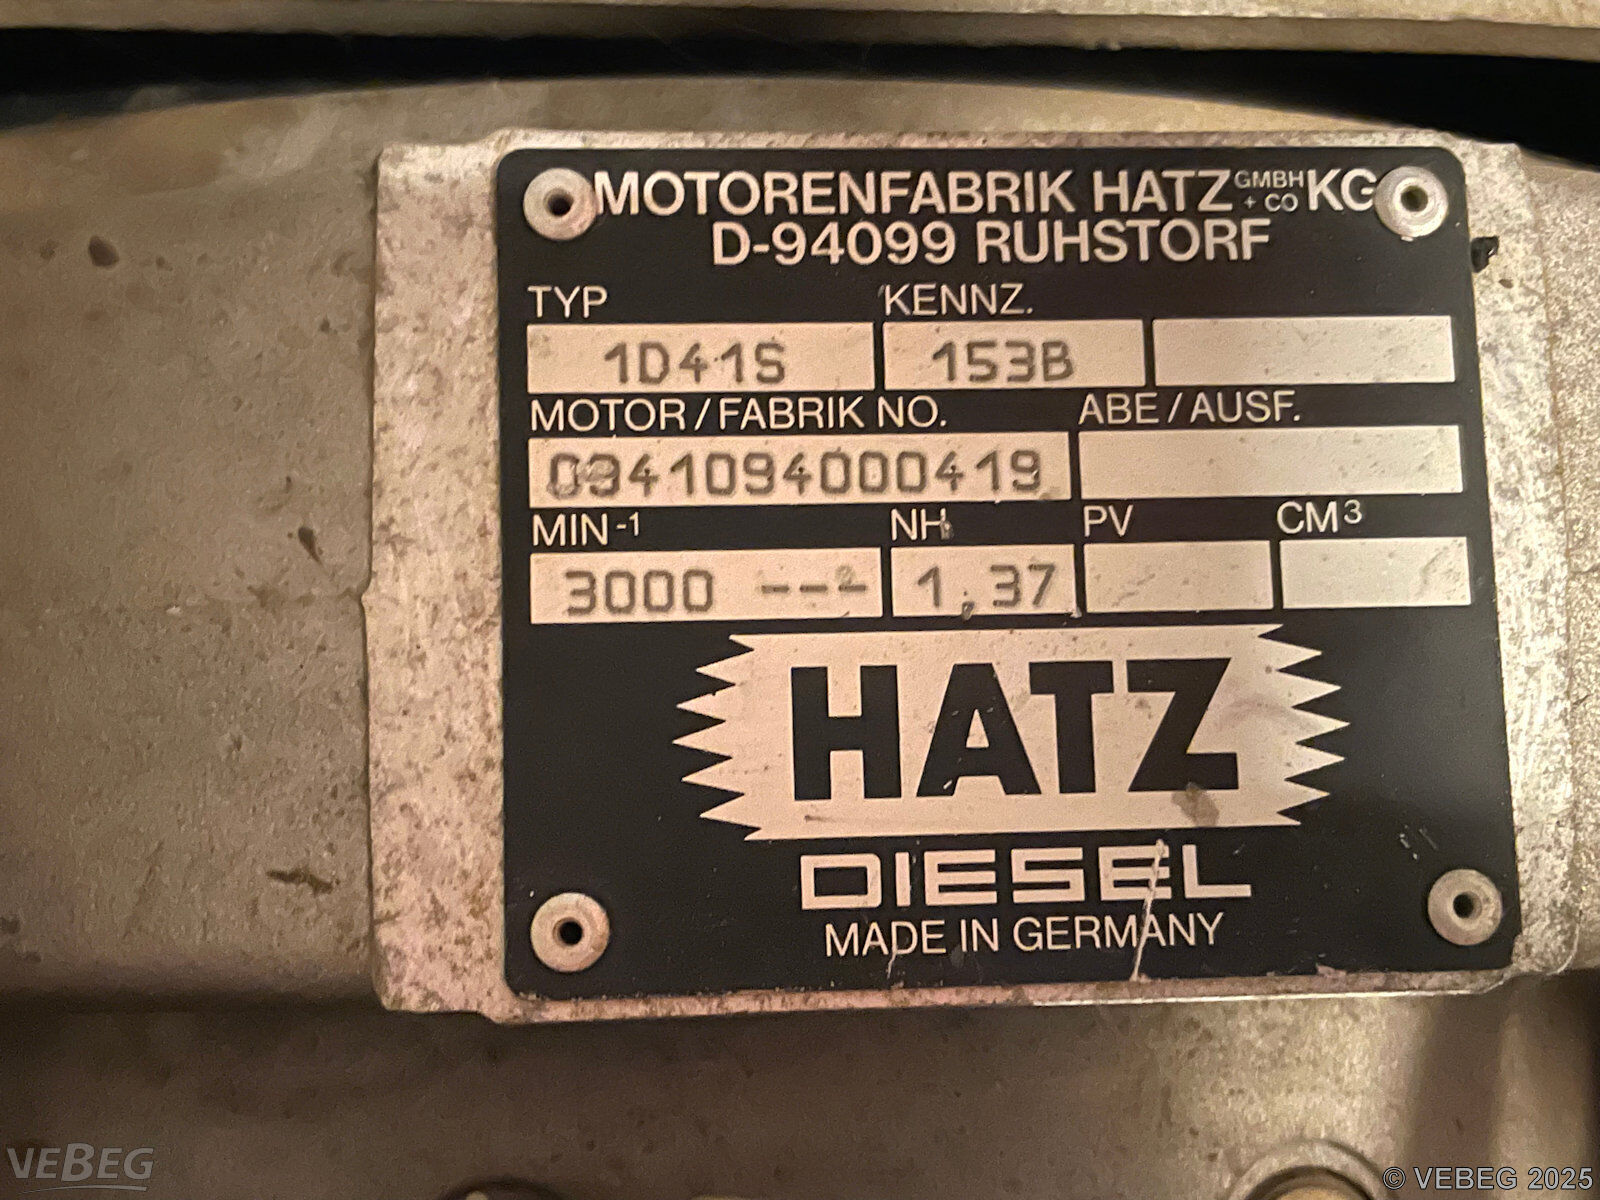 MOTORENFABRIK HATZ GMBH + CO KG
D-94099 RUHSTORF
TYP KENNZ.
1D41S 153B
MOTOR/FABRIK NO. ABE/AUSF.
0941094000419
MIN-1 NH PV CM3
3000 --- 1,37
HATZ
DIESEL
MADE IN GERMANY
VEBEG
© VEBEG 2025